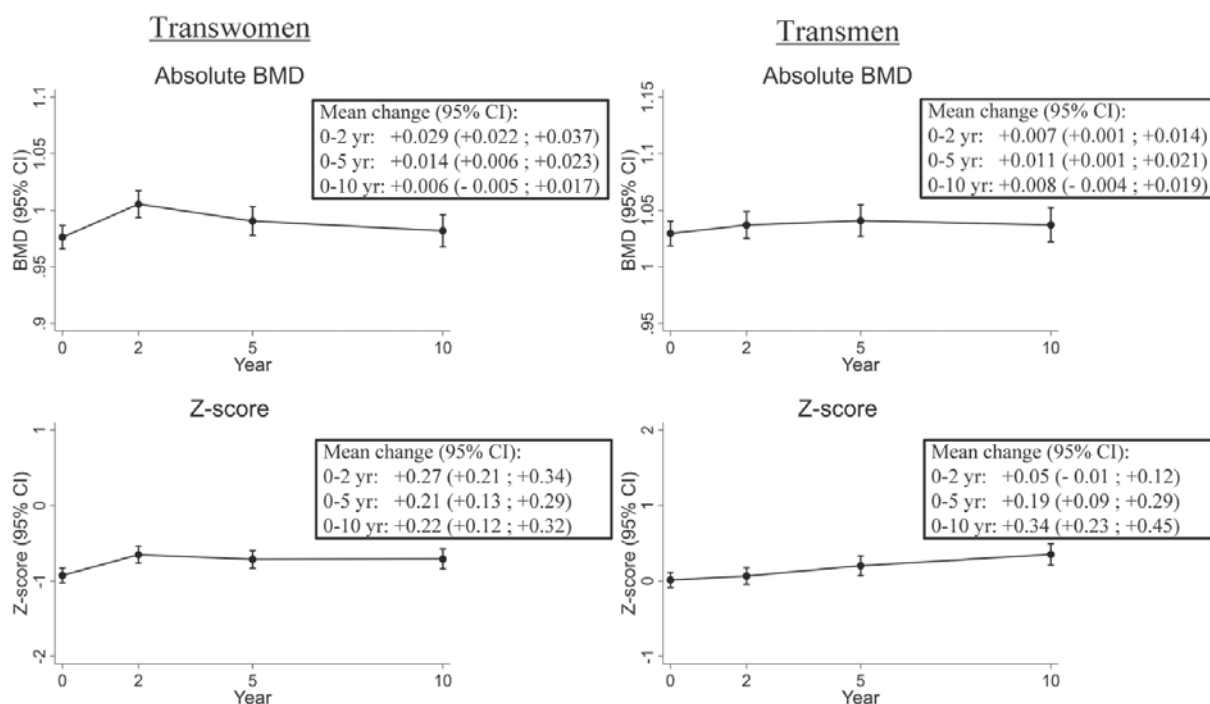 Transwomen
Absolute BMD
BMD (95% CI)
1.1
1.05
1
.95
.9
Mean change (95% CI):
0-2 yr: +0.029 (+0.022 ; +0.037)
0-5 yr: +0.014 (+0.006 ; +0.023)
0-10 yr: +0.006 (- 0.005 ; +0.017)
0 2 5 10
Year
Transmen
Absolute BMD
BMD (95% CI)
1.15
1.1
1.05
1
.95
Mean change (95% CI):
0-2 yr: +0.007 (+0.001 ; +0.014)
0-5 yr: +0.011 (+0.001 ; +0.021)
0-10 yr: +0.008 (- 0.004 ; +0.019)
0 2 5 10
Year
Z-score
Z-score (95% CI)
1
0
-1
-2
Mean change (95% CI):
0-2 yr: +0.27 (+0.21 ; +0.34)
0-5 yr: +0.21 (+0.13 ; +0.29)
0-10 yr: +0.22 (+0.12 ; +0.32)
0 2 5 10
Year
Z-score
Z-score (95% CI)
2
1
0
-1
Mean change (95% CI):
0-2 yr: +0.05 (- 0.01 ; +0.12)
0-5 yr: +0.19 (+0.09 ; +0.29)
0-10 yr: +0.34 (+0.23 ; +0.45)
0 2 5 10
Year